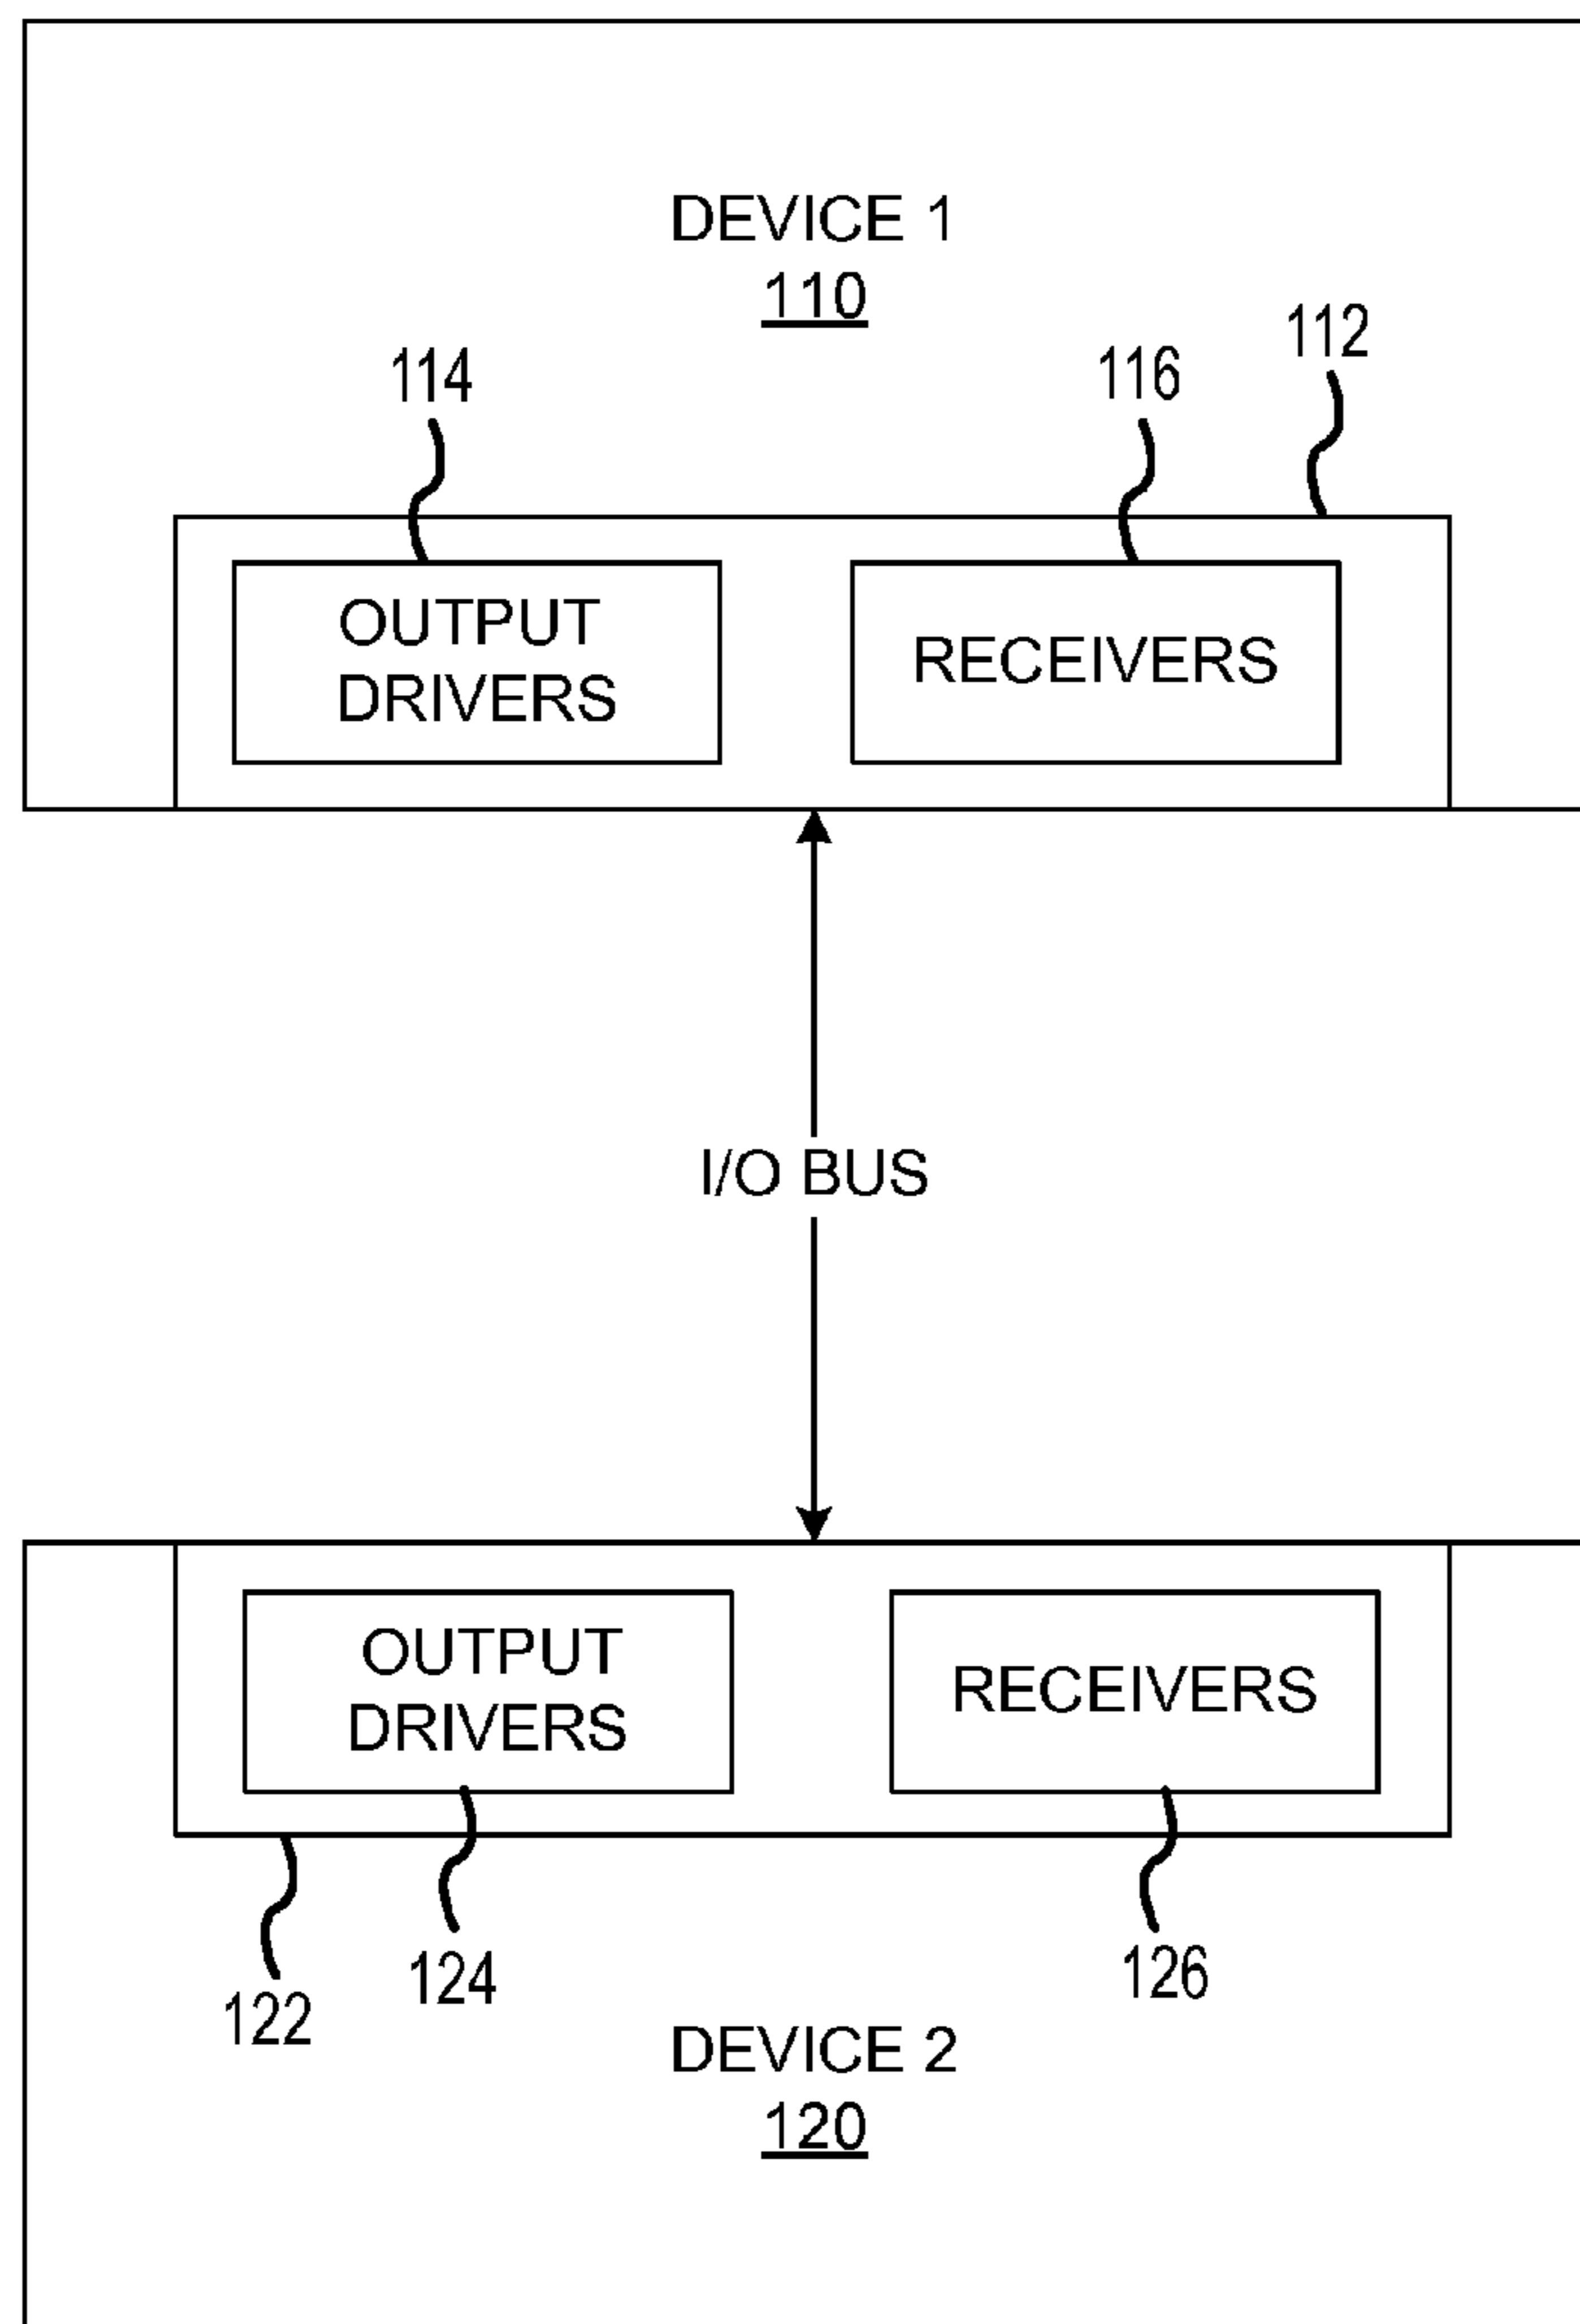 DEVICE 1
110
112
114
116
OUTPUT
DRIVERS
RECEIVERS
I/O BUS
OUTPUT
DRIVERS
RECEIVERS
122
124
126
DEVICE 2
120